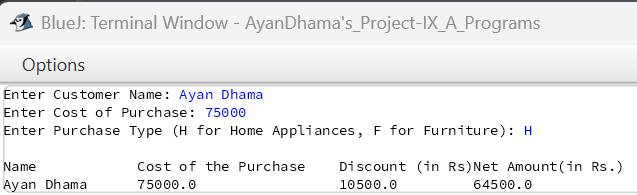 BlueJ: Terminal Window - AyanDhama's_Project-IX_A_Programs
Options
Enter Customer Name: Ayan Dhama
Enter Cost of Purchase: 75000
Enter Purchase Type (H for Home Appliances, F for Furniture): H
Name Cost of the Purchase Discount (in Rs)Net Amount(in Rs.)
Ayan Dhama 75000.0 10500.0 64500.0